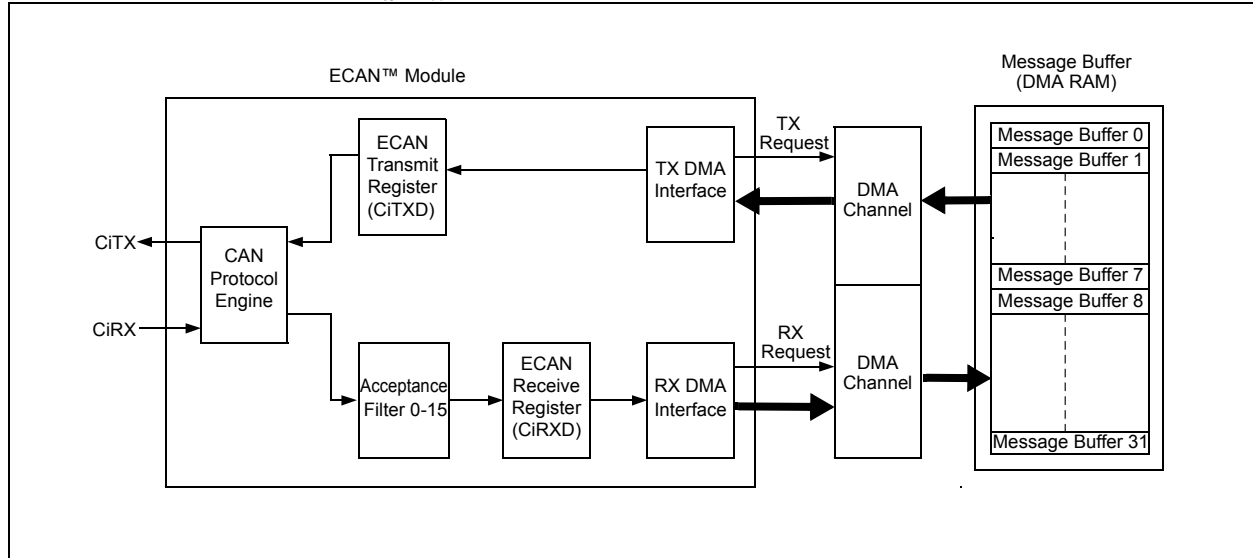 ECAN™ Module
Message Buffer
(DMA RAM)
ECAN
Transmit
Register
(CiTXD)
TX DMA
Interface
TX
Request
DMA
Channel
Message Buffer 0
Message Buffer 1
Message Buffer 7
Message Buffer 8
Message Buffer 31
CiTX
CiRX
CAN
Protocol
Engine
Acceptance
Filter 0-15
ECAN
Receive
Register
(CiRXD)
RX DMA
Interface
RX
Request
DMA
Channel